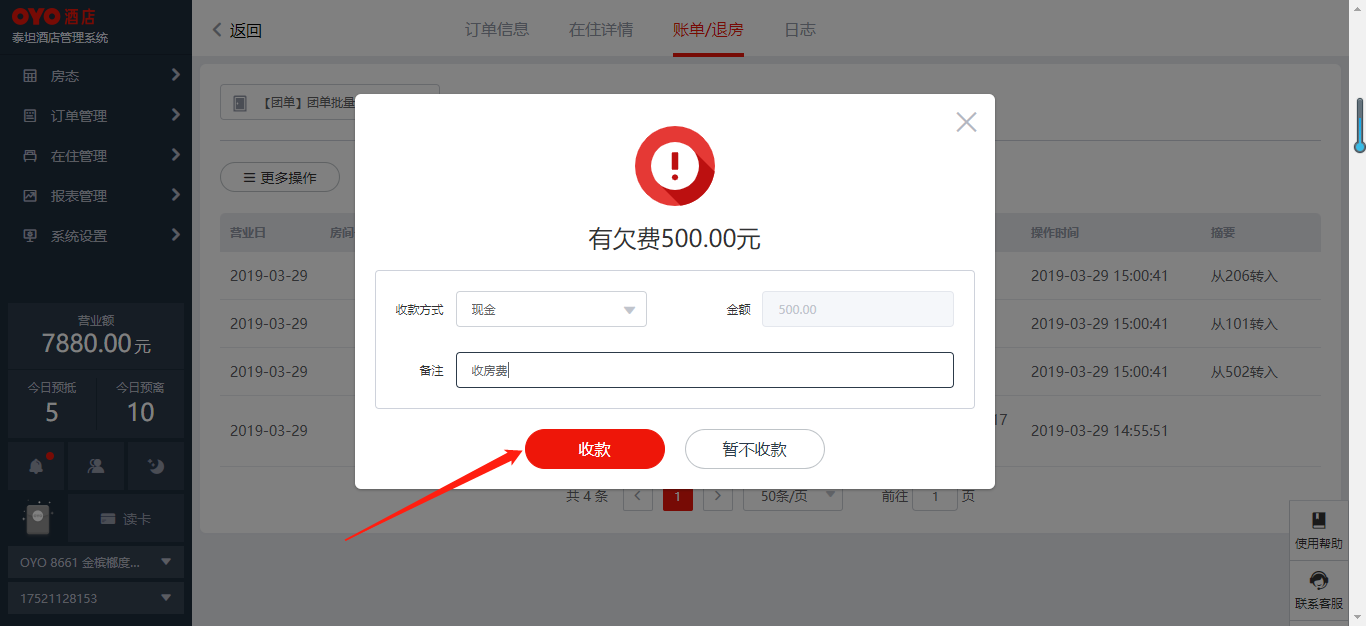 OYO 酒店
泰坦酒店管理系统
房态
订单管理
在住管理
报表管理
系统设置
营业额
7880.00元
今日预抵
5
今日预离
10
读卡
OYO 8661 金槟榔度...
17521128153
返回
订单信息
在住详情
账单/退房
日志
【团单】团单批量
更多操作
营业日
房间
操作时间
摘要
2019-03-29
2019-03-29 15:00:41
从206转入
2019-03-29
2019-03-29 15:00:41
从101转入
2019-03-29
2019-03-29 15:00:41
从502转入
2019-03-29
17
2019-03-29 14:55:51
有欠费500.00元
收款方式
现金
金额
500.00
备注
收房费
收款
暂不收款
共 4 条
1
50条/页
前往
1
页
使用帮助
联系客服